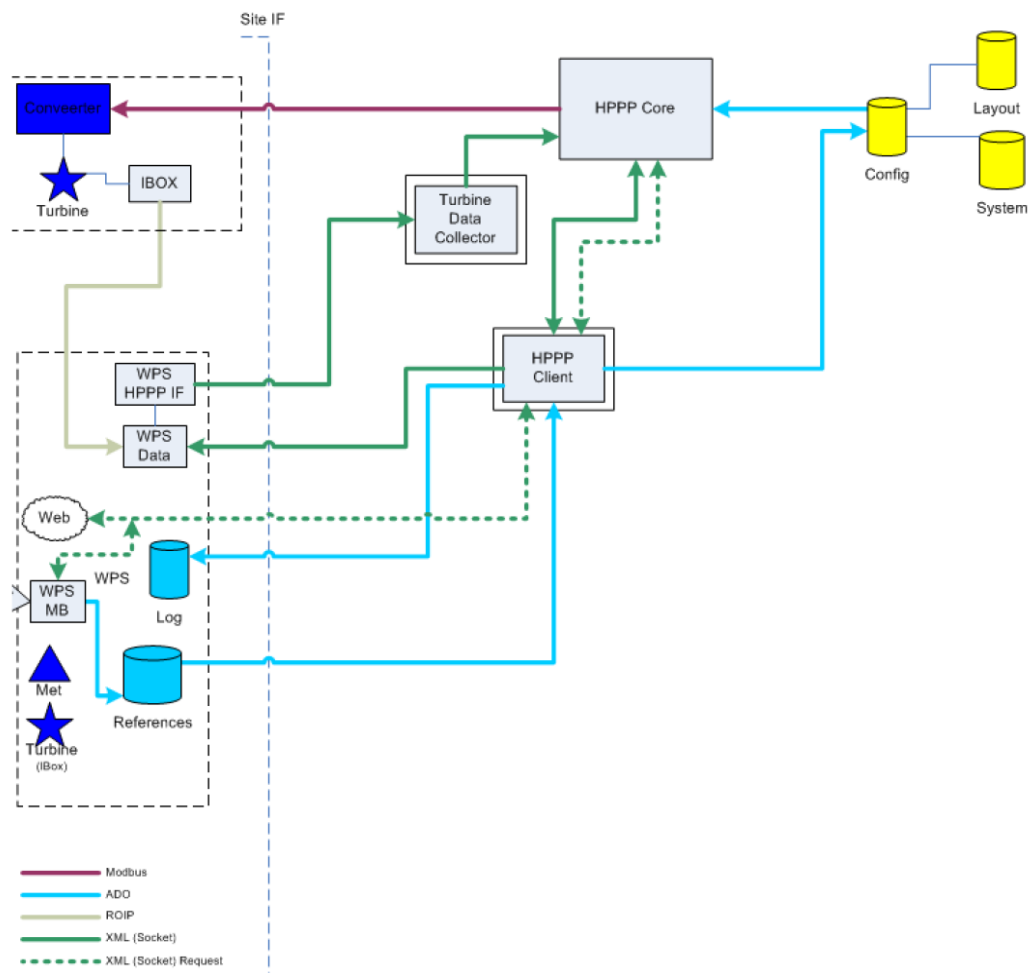 Site IF
Conveerter
HPPP Core
Layout
Config
IBOX
Turbine
Turbine
Data
Collector
System
HPPP
Client
WPS
HPPP IF
WPS
Data
Web
WPS
WPS
MB
Log
Met
References
Turbine
(IBox)
Modbus
ADO
ROIP
XML (Socket)
XML (Socket) Request